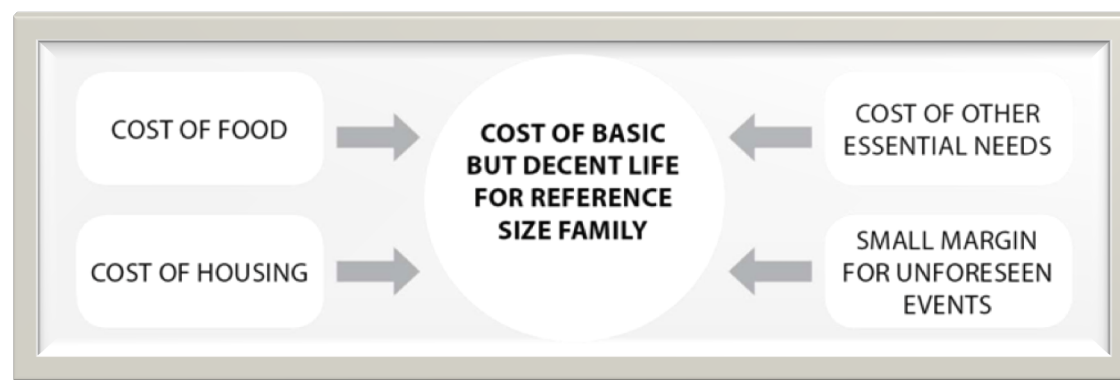 COST OF FOOD
COST OF HOUSING
COST OF BASIC
BUT DECENT LIFE
FOR REFERENCE
SIZE FAMILY
COST OF OTHER
ESSENTIAL NEEDS
SMALL MARGIN
FOR UNFORESEEN
EVENTS